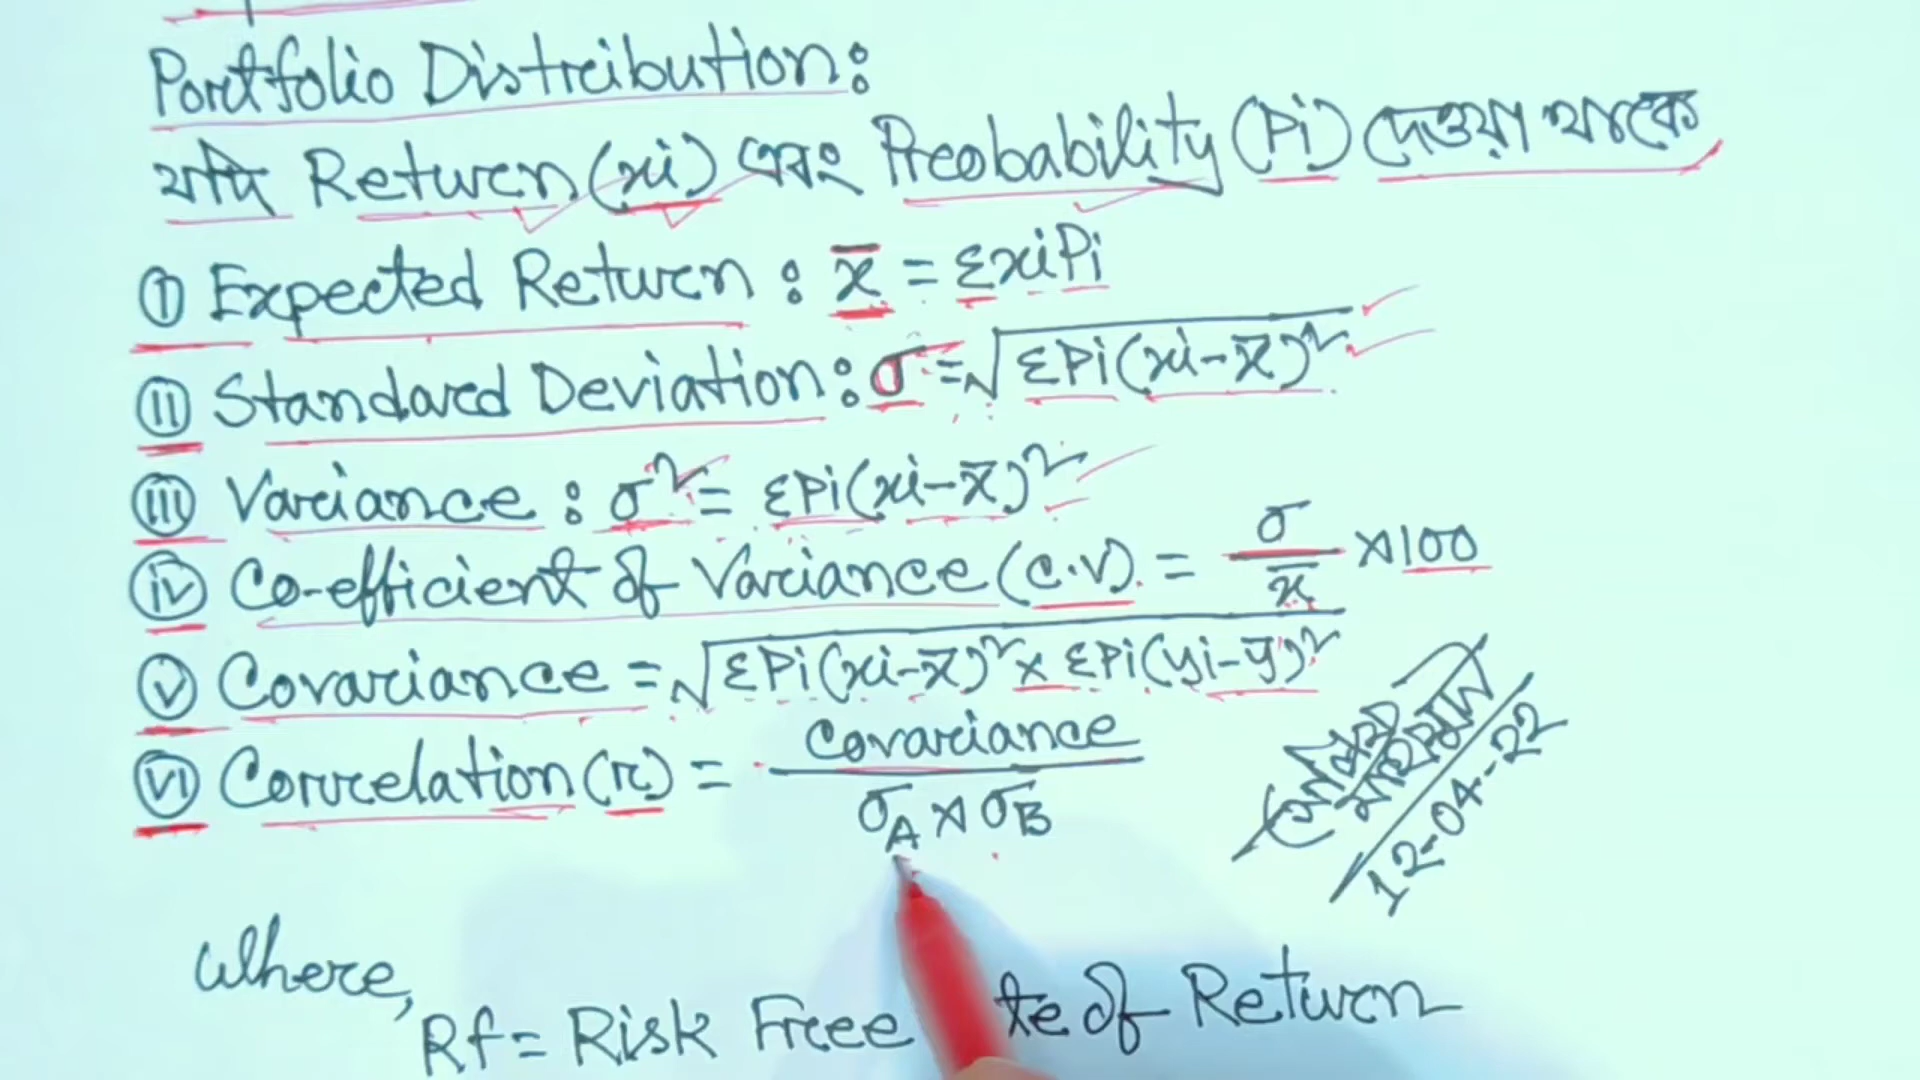 Portfolio Distribution:
যদি Return (xi) এবং Probability (Pi) দেওয়া থাকে
(I) Expected Return : x̄ = Σxipi
(II) Standard Deviation : σ = √ΣPi(xi-x̄)²
(III) Variance : σ² = ΣPi(xi-x̄)²
(iv) Co-efficient of Variance (c.v). = σ/x̄ ×100
(v) Covariance = √ΣPi(xi-x̄)² × ΣPi(yi-ȳ)²
(vi) Correlation (r) = Covariance/σA × σB
12-04-22
Where,
Rf = Risk Free te of Return